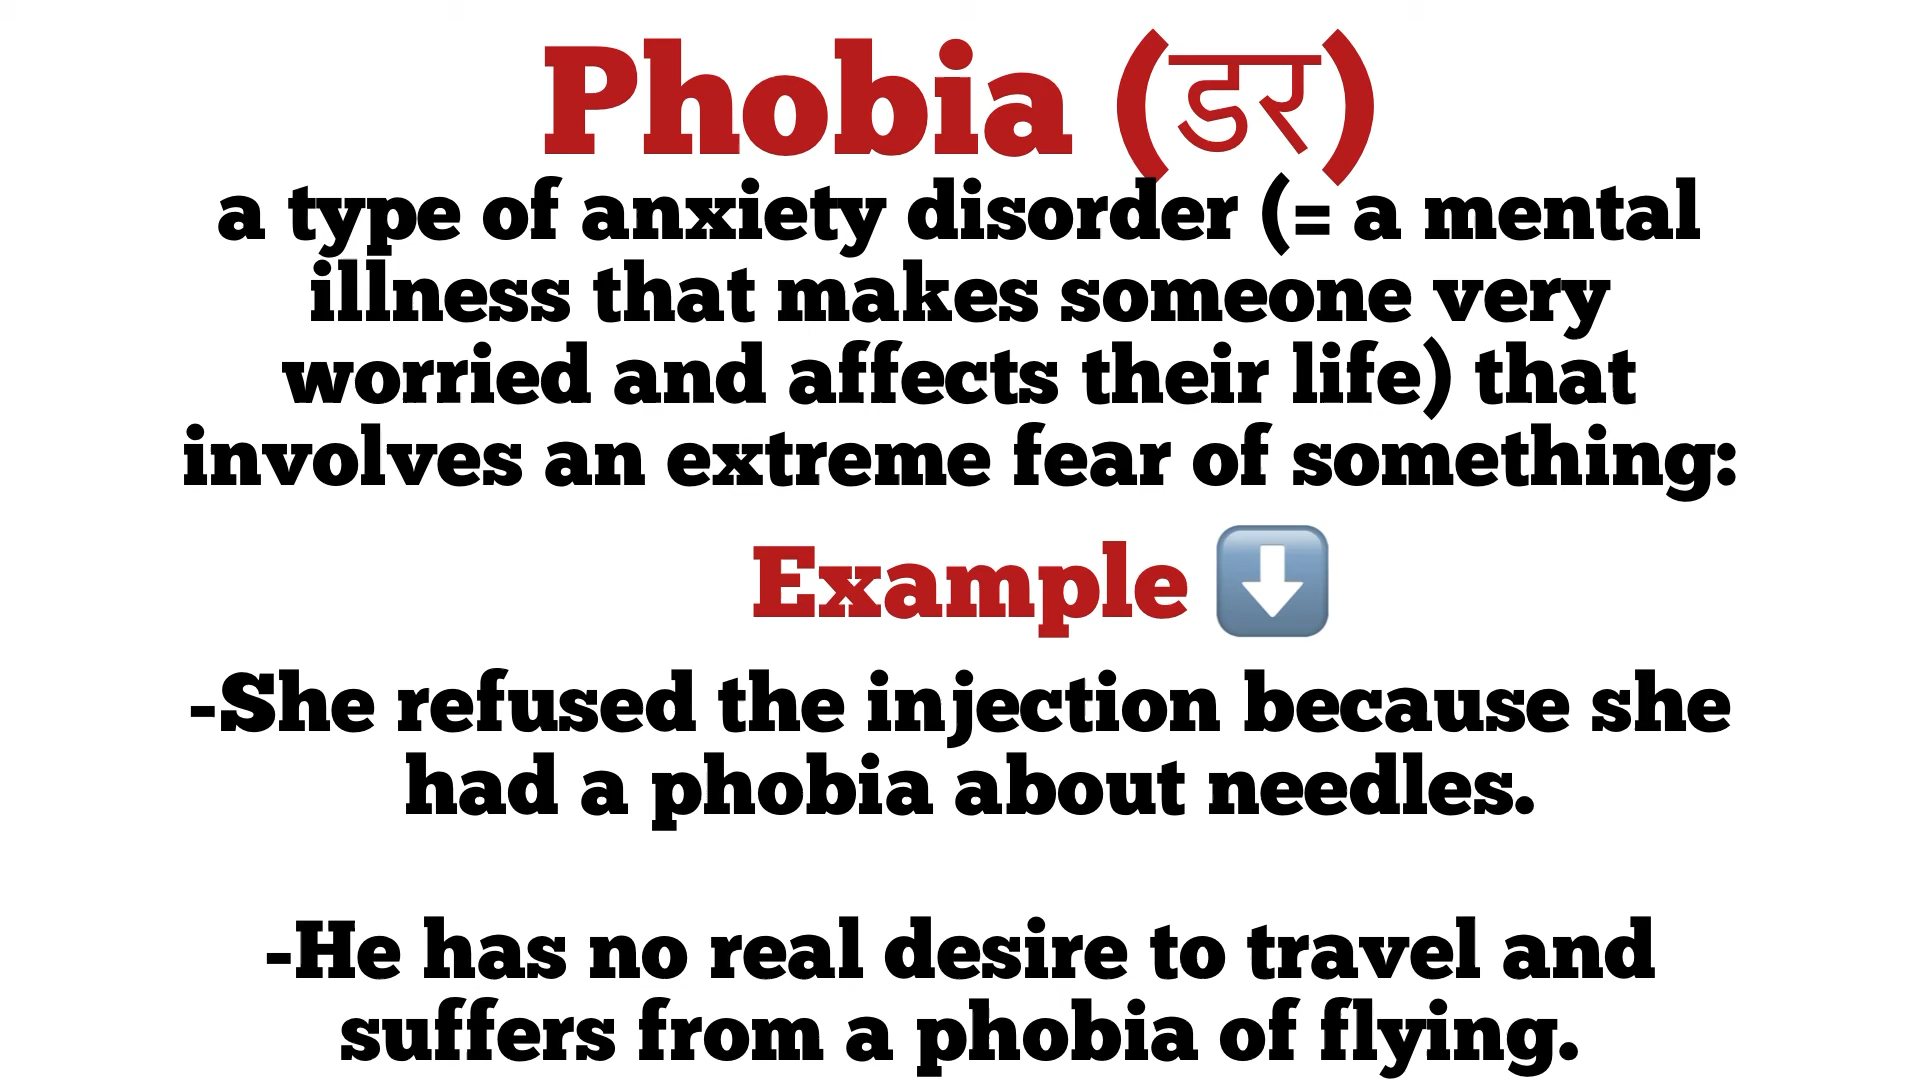 Phobia (डर)
a type of anxiety disorder (= a mental
illness that makes someone very
worried and affects their life) that
involves an extreme fear of something:
Example ⬇️
-She refused the injection because she
had a phobia about needles.
-He has no real desire to travel and
suffers from a phobia of flying.